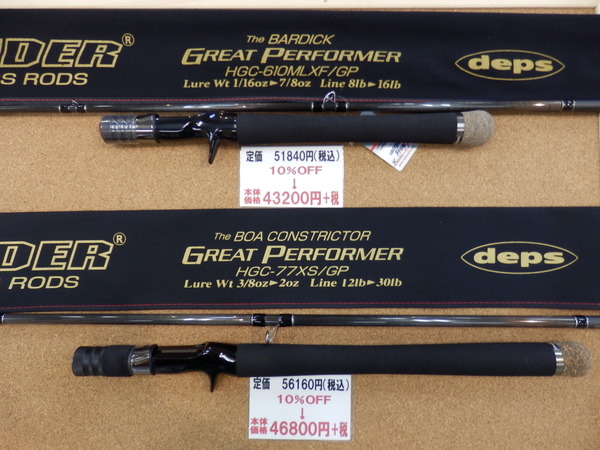 The BARDICK
DER®
GREAT PERFORMER
deps
S RODS
HGC-610MLXF/GP
Lure Wt 1/16oz▸7/8oz Line 8lb▸16lb
定価 51840円(税込)
10%OFF
↓
本体価格 43200円+税
The BOA CONSTRICTOR
DER®
GREAT PERFORMER
deps
RODS
HGC-77XS/GP
Lure Wt 3/8oz▸2oz Line 12lb▸30lb
定価 56160円(税込)
10%OFF
↓
本体価格 46800円+税